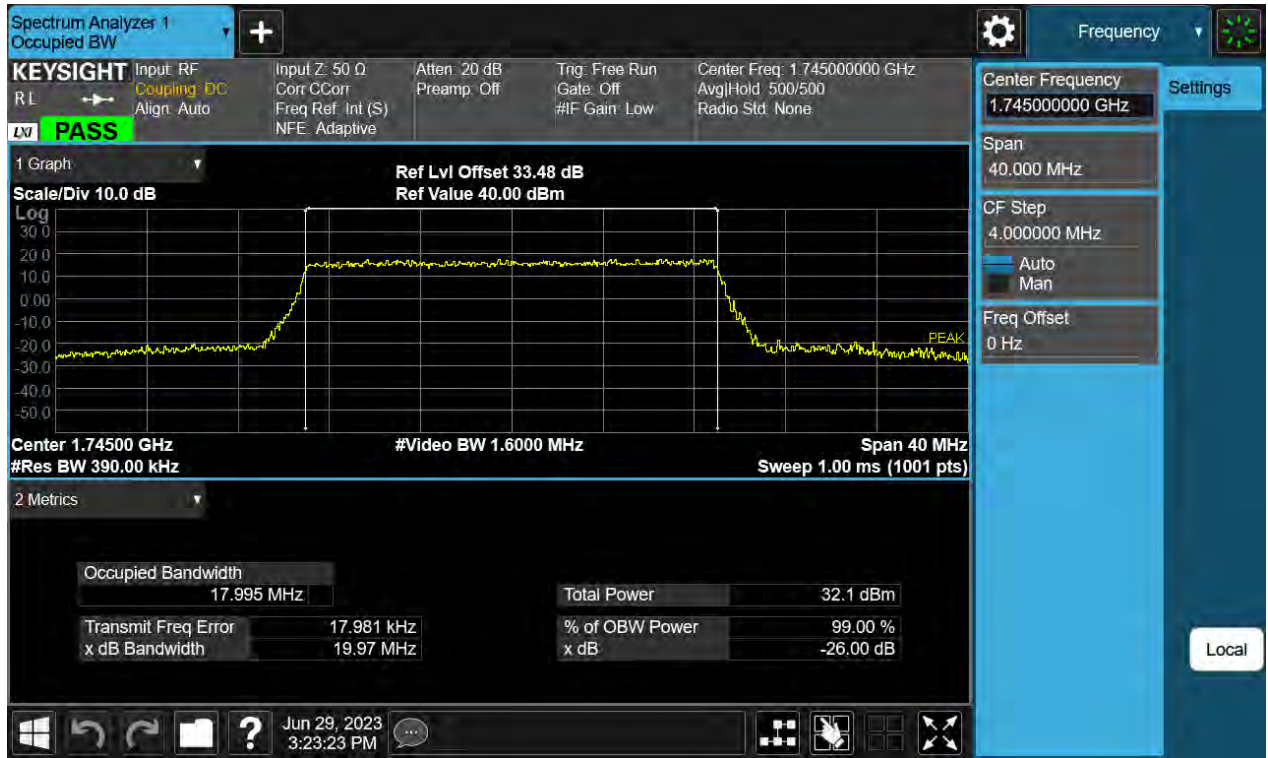 Spectrum Analyzer 1
Occupied BW
Frequency
KEYSIGHT
RL
LXI
PASS
Input: RF
Coupling: DC
Align: Auto
Input Z: 50 Ω
Corr CCorr
Freq Ref: Int (S)
NFE: Adaptive
Atten: 20 dB
Preamp: Off
Trig: Free Run
Gate: Off
#IF Gain: Low
Center Freq: 1.745000000 GHz
Avg|Hold: 500/500
Radio Std: None
Center Frequency
1.745000000 GHz
Settings
Span
40.000 MHz
CF Step
4.000000 MHz
Auto
Man
Freq Offset
0 Hz
Local
1 Graph
Scale/Div 10.0 dB
Ref Lvl Offset 33.48 dB
Ref Value 40.00 dBm
Log
30.0
20.0
10.0
0.00
-10.0
-20.0
-30.0
-40.0
-50.0
PEAK
Center 1.74500 GHz
#Video BW 1.6000 MHz
Span 40 MHz
#Res BW 390.00 kHz
Sweep 1.00 ms (1001 pts)
2 Metrics
Occupied Bandwidth
17.995 MHz
Total Power 32.1 dBm
Transmit Freq Error 17.981 kHz
% of OBW Power 99.00 %
x dB Bandwidth 19.97 MHz
x dB -26.00 dB
?
Jun 29, 2023
3:23:23 PM